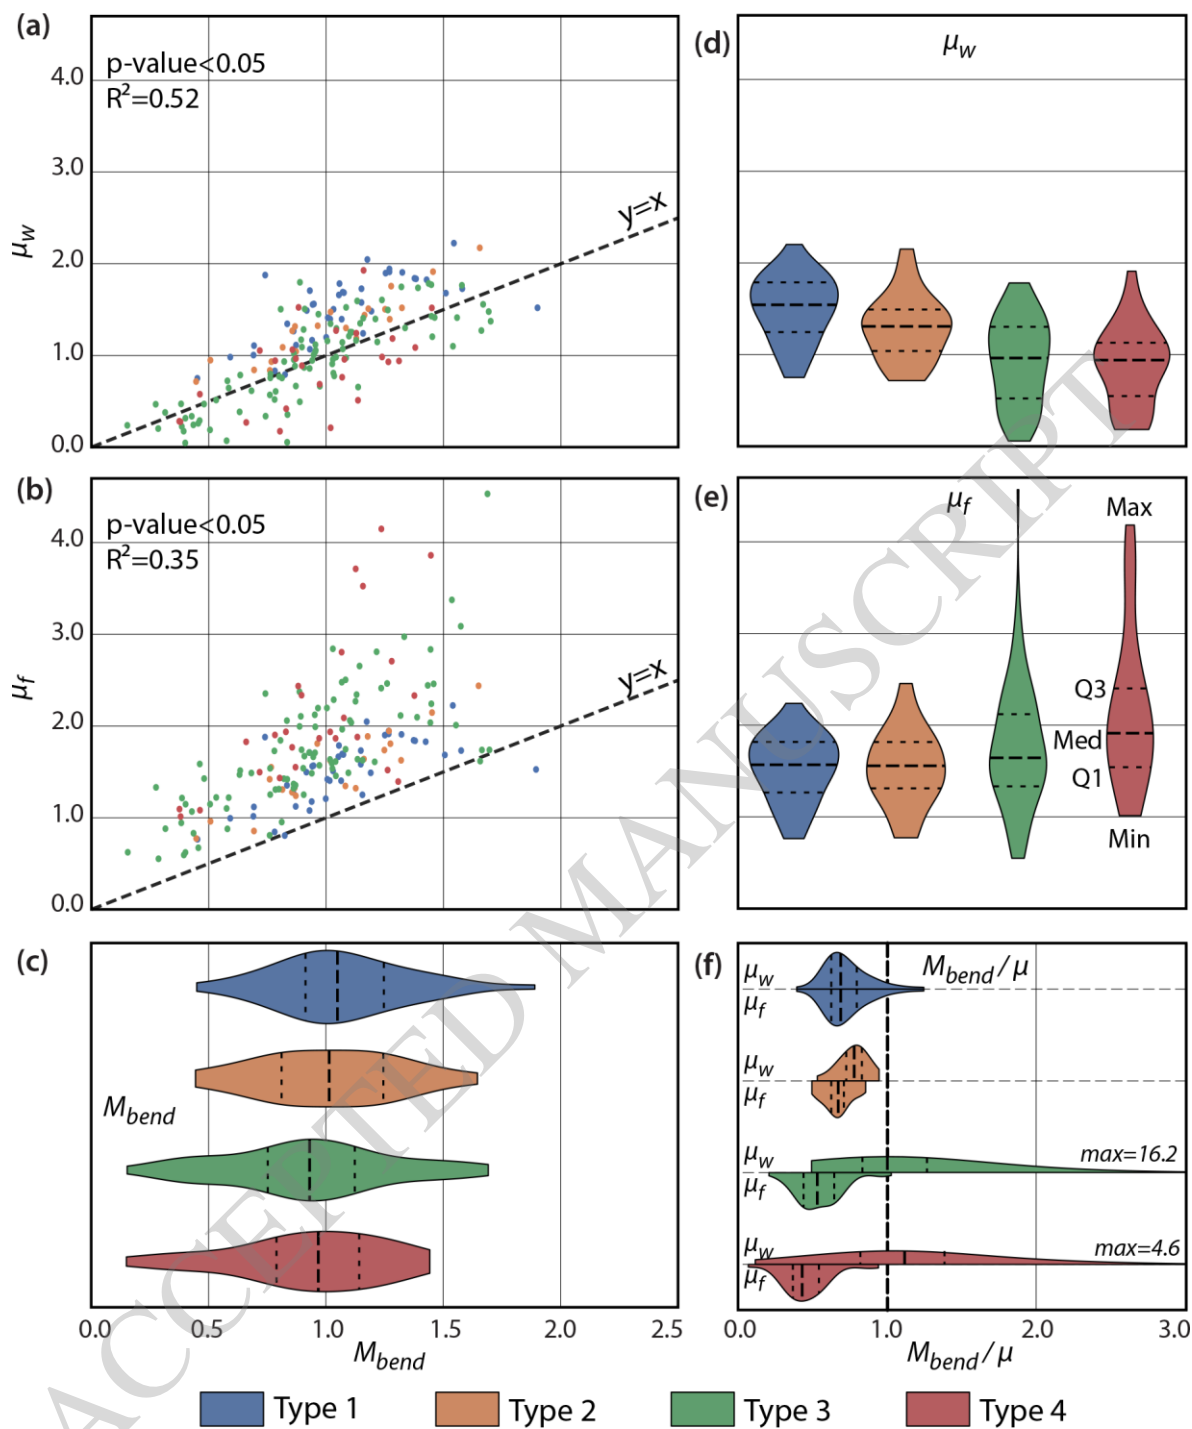 (a)
p-value<0.05
R²=0.52
4.0
3.0
2.0
1.0
0.0
μw
y=x
(d)
μw
(b)
p-value<0.05
R²=0.35
4.0
3.0
2.0
1.0
0.0
μf
y=x
(e)
μf
Max
Q3
Med
Q1
Min
(c)
Mbend
0.0 0.5 1.0 1.5 2.0 2.5
Mbend
(f)
Mbend/μ
μw
μf
μw
μf
μw
μf
max=16.2
μw
μf
max=4.6
0.0 1.0 2.0 3.0
Mbend/μ
Type 1 Type 2 Type 3 Type 4
ACCEPTED MANUSCRIPT